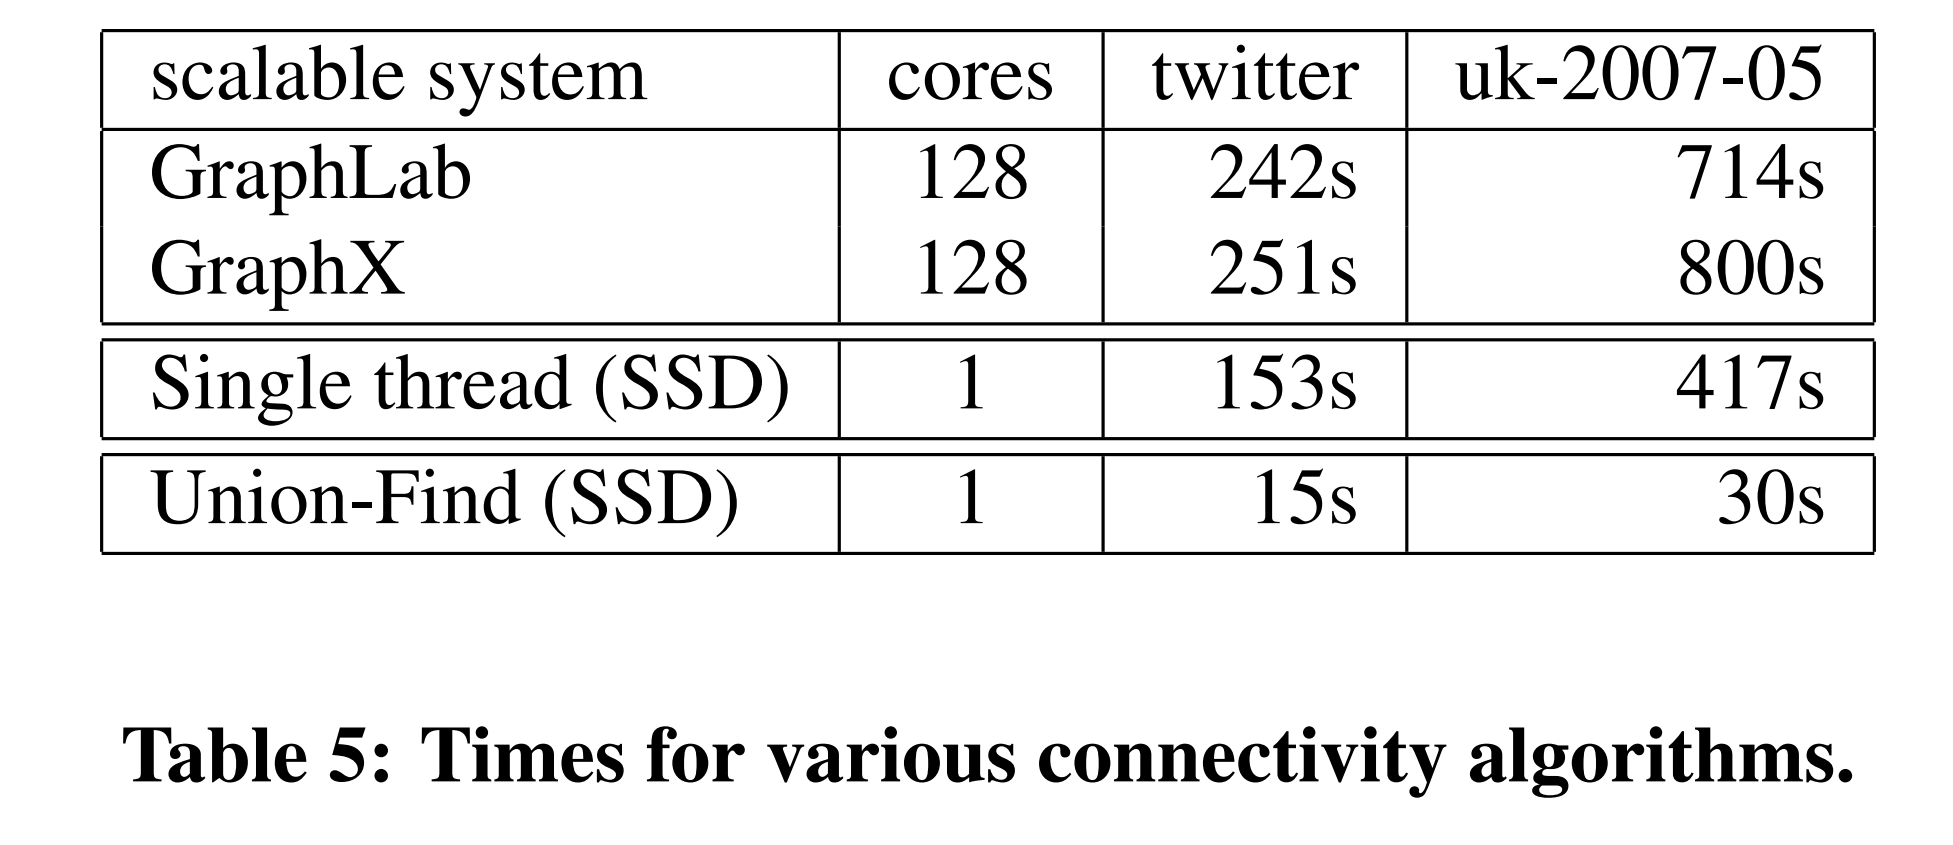 scalable system cores twitter uk-2007-05
GraphLab 128 242s 714s
GraphX 128 251s 800s
Single thread (SSD) 1 153s 417s
Union-Find (SSD) 1 15s 30s
Table 5: Times for various connectivity algorithms.